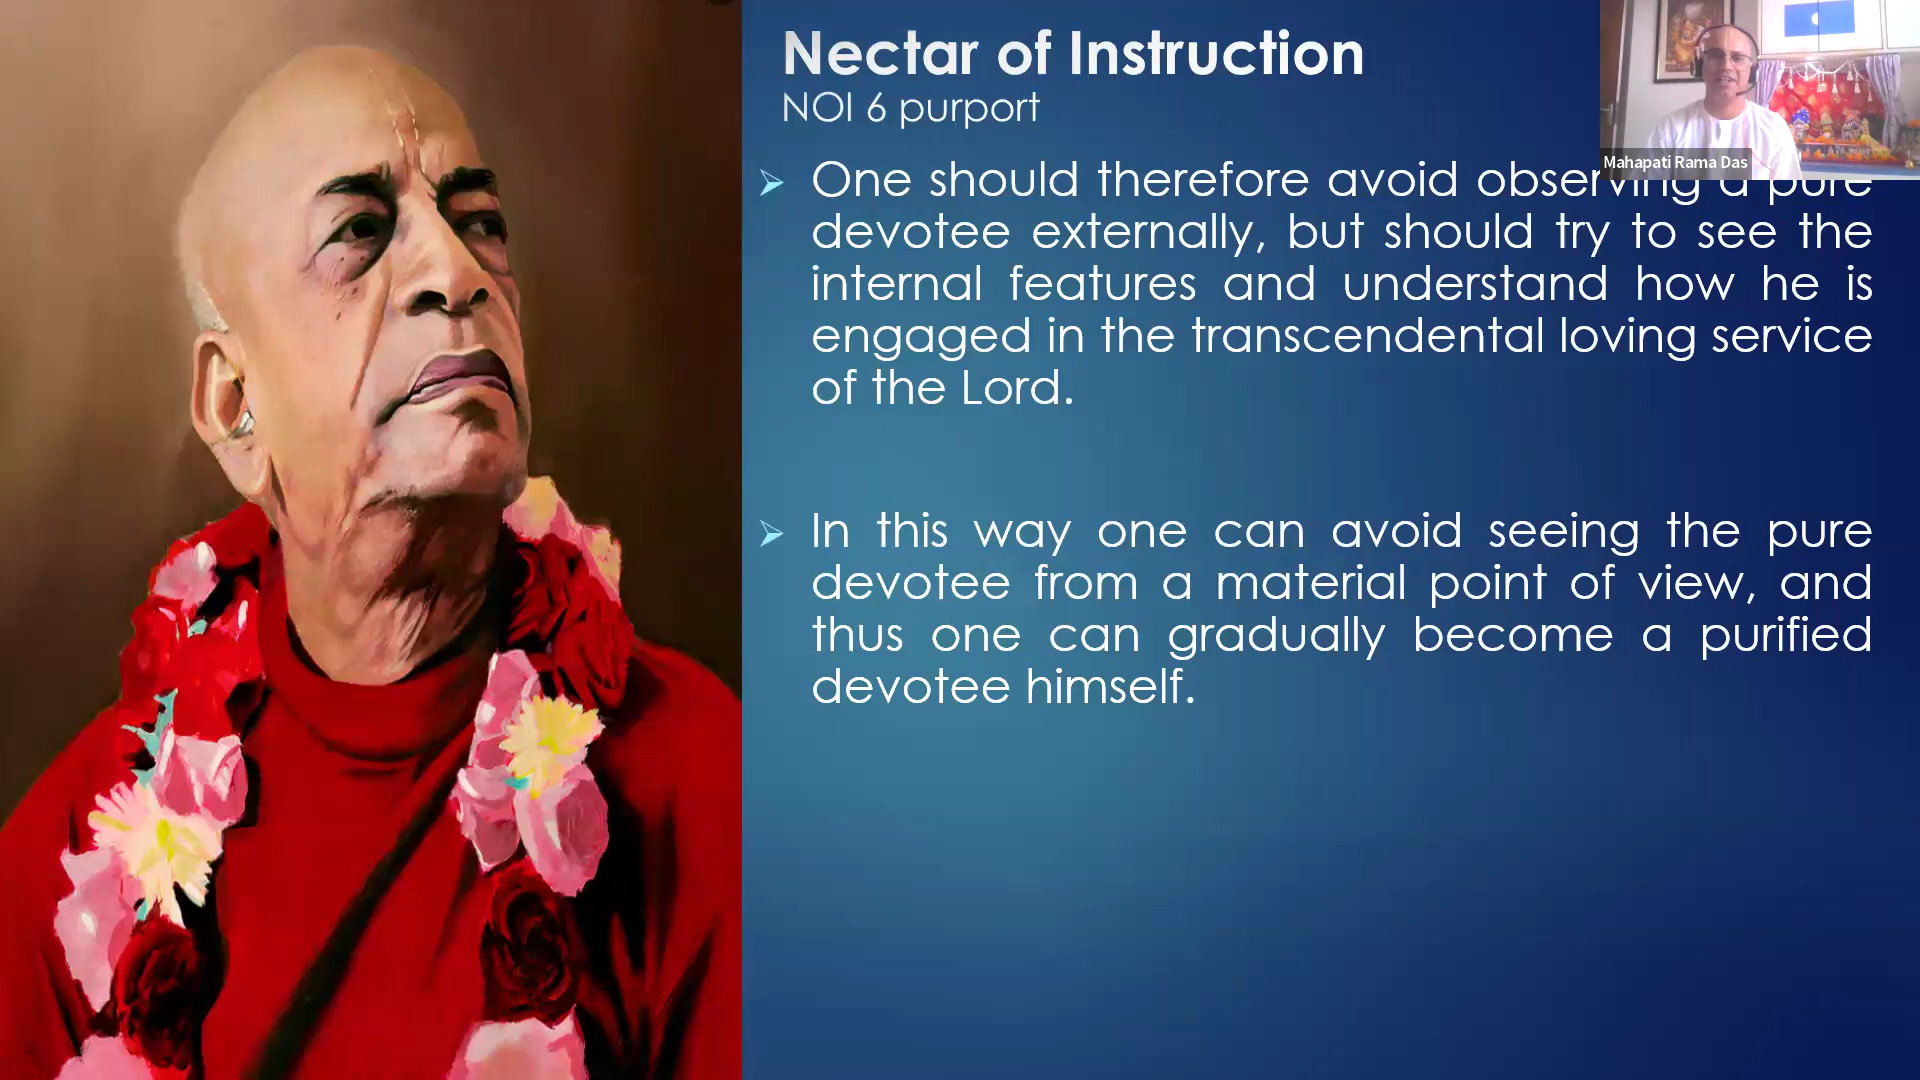 Nectar of Instruction
NOI 6 purport
Mahapati Rama Das
One should therefore avoid observing a pure
devotee externally, but should try to see the
internal features and understand how he is
engaged in the transcendental loving service
of the Lord.
In this way one can avoid seeing the pure
devotee from a material point of view, and
thus one can gradually become a purified
devotee himself.